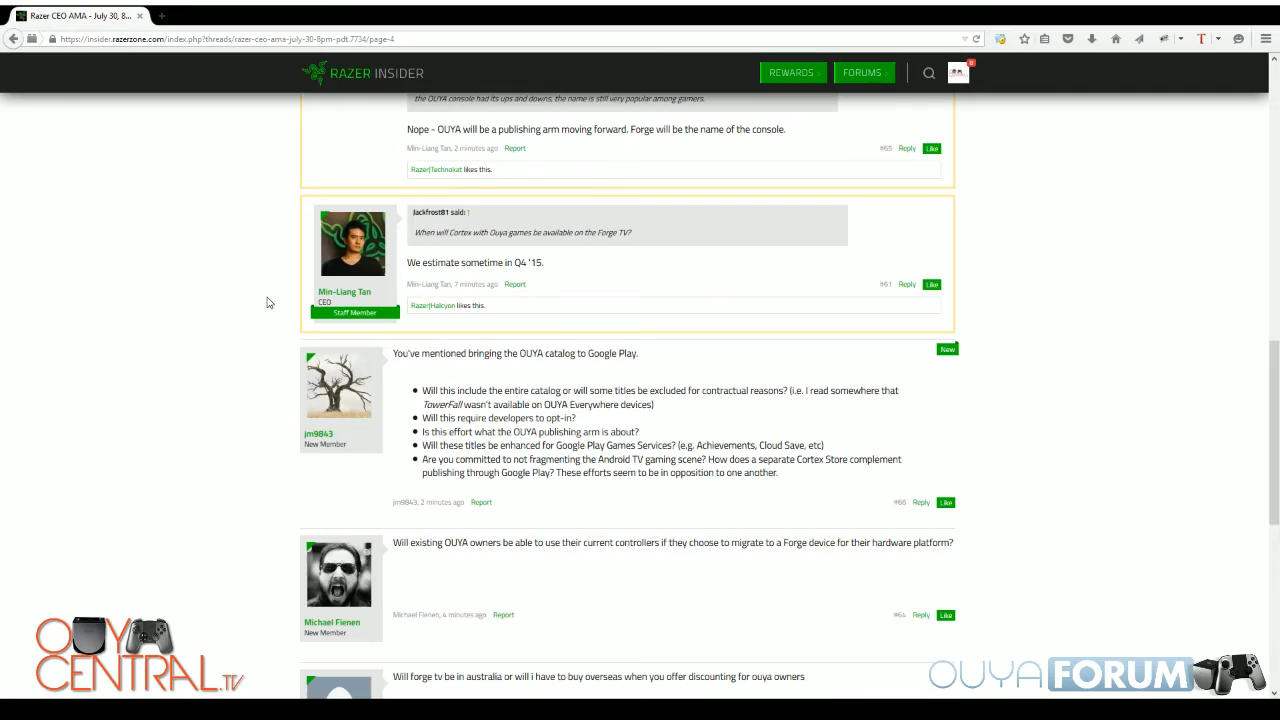 Razer CEO AMA - July 30, 8...
https://insider.razerzone.com/index.php?threads/razer-ceo-ama-july-30-8pm-pdt.7734/page-4
RAZER INSIDER
REWARDS
FORUMS
the OUYA console had its ups and downs, the name is still very popular among gamers.
Nope - OUYA will be a publishing arm moving forward. Forge will be the name of the console.
Min-Liang Tan, 2 minutes ago Report #65 Reply Like
Razer|Technokat likes this.
Jackfrost81 said: ↑
When will Cortex with Ouya games be available on the Forge TV?
We estimate sometime in Q4 '15.
Min-Liang Tan, 7 minutes ago Report #61 Reply Like
Razer|Halcyon likes this.
Min-Liang Tan
CEO
Staff Member
New
You've mentioned bringing the OUYA catalog to Google Play.
• Will this include the entire catalog or will some titles be excluded for contractual reasons? (i.e. I read somewhere that
TowerFall wasn't available on OUYA Everywhere devices)
• Will this require developers to opt-in?
• Is this effort what the OUYA publishing arm is about?
• Will these titles be enhanced for Google Play Games Services? (e.g. Achievements, Cloud Save, etc)
• Are you committed to not fragmenting the Android TV gaming scene? How does a separate Cortex Store complement
publishing through Google Play? These efforts seem to be in opposition to one another.
jm9843
New Member
jm9843, 2 minutes ago Report #66 Reply Like
Will existing OUYA owners be able to use their current controllers if they choose to migrate to a Forge device for their hardware platform?
Michael Fienen, 4 minutes ago Report #64 Reply Like
Michael Fienen
New Member
Will forge tv be in australia or will i have to buy overseas when you offer discounting for ouya owners
OUYA
CENTRAL.TV
OUYAFORUM